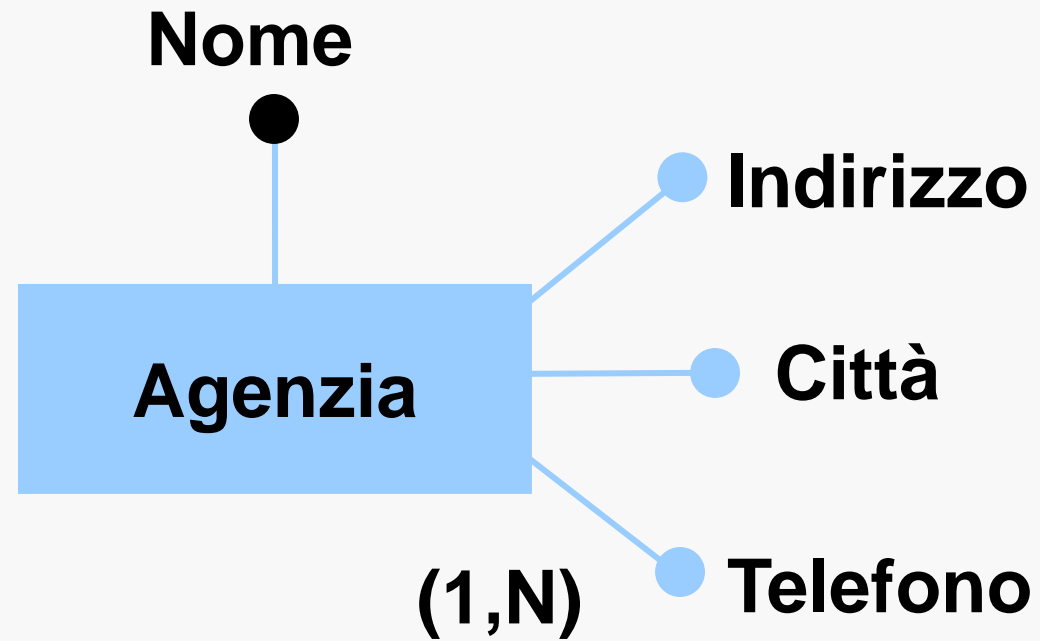 Nome
Indirizzo
Città
Agenzia
Telefono
(1,N)